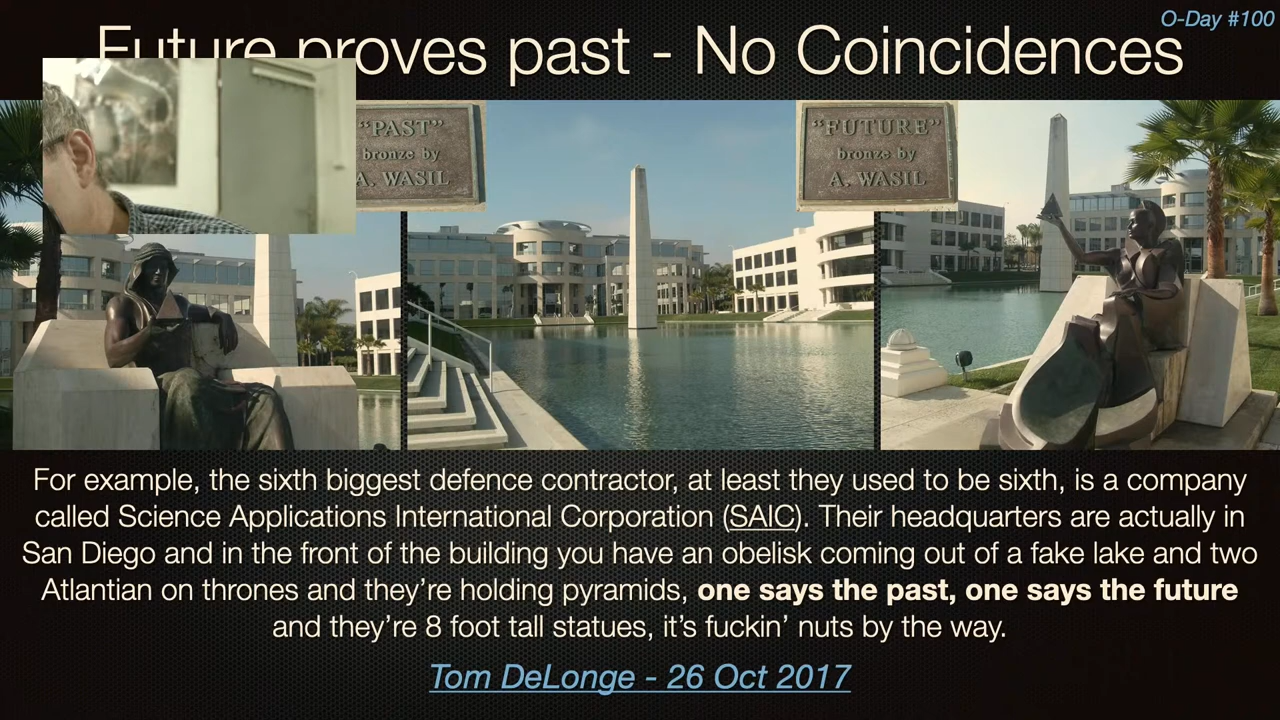 O-Day #100
Future proves past - No Coincidences
"PAST"
bronze by
A. WASIL
"FUTURE"
bronze by
A. WASIL
For example, the sixth biggest defence contractor, at least they used to be sixth, is a company
called Science Applications International Corporation (SAIC). Their headquarters are actually in
San Diego and in the front of the building you have an obelisk coming out of a fake lake and two
Atlantian on thrones and they're holding pyramids, one says the past, one says the future
and they're 8 foot tall statues, it's fuckin' nuts by the way.
Tom DeLonge - 26 Oct 2017